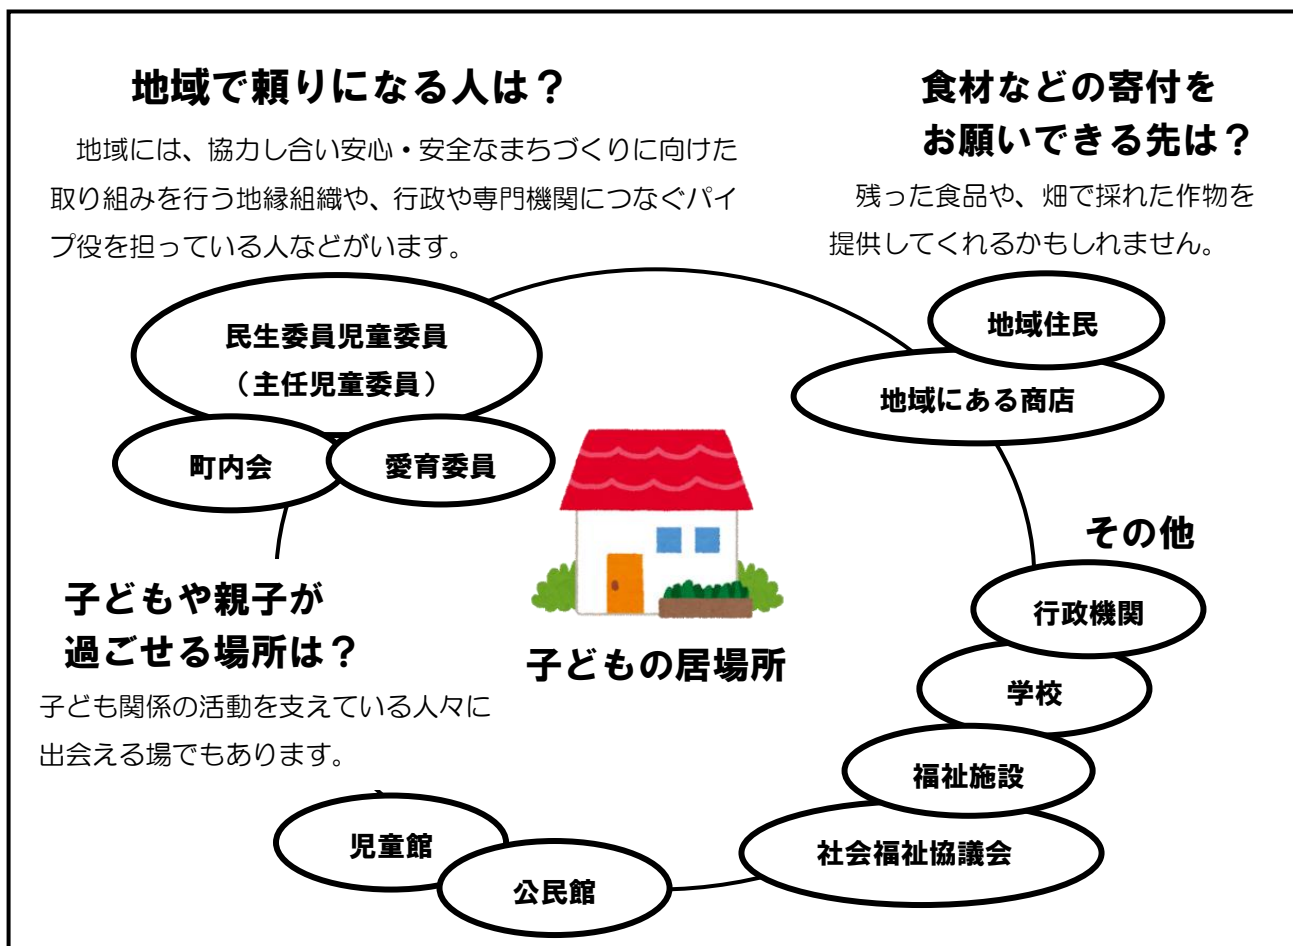 地域で頼りになる人は？
地域には、協力し合い安心・安全なまちづくりに向けた
取り組みを行う地縁組織や、行政や専門機関につなぐパイ
プ役を担っている人などがいます。
民生委員児童委員
（主任児童委員）
町内会
愛育委員
食材などの寄付を
お願いできる先は？
残った食品や、畑で採れた作物を
提供してくれるかもしれません。
地域住民
地域にある商店
子どもの居場所
子どもや親子が
過ごせる場所は？
子ども関係の活動を支えている人々に
出会える場でもあります。
児童館
公民館
その他
行政機関
学校
福祉施設
社会福祉協議会